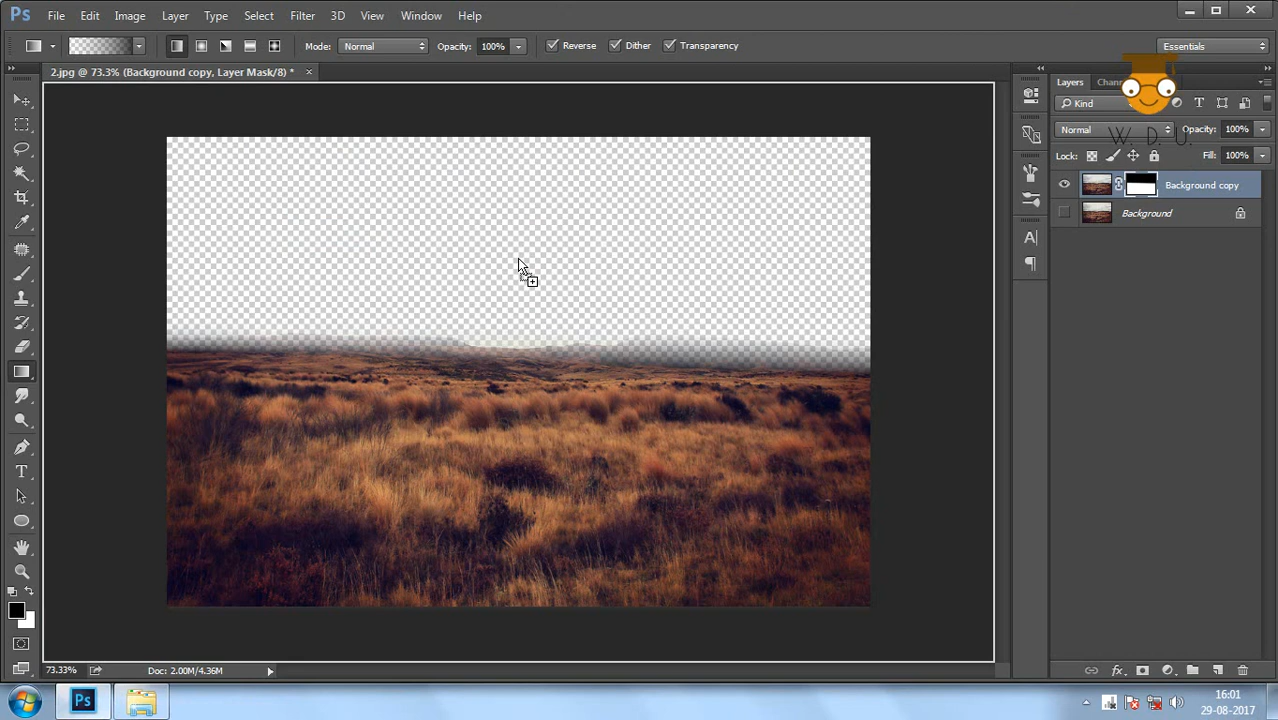 Ps File Edit Image Layer Type Select Filter 3D View Window Help
Mode: Normal Opacity: 100% Reverse Dither Transparency Essentials
2.jpg @ 73.3% (Background copy, Layer Mask/8) * ×
Layers Chann
Kind
Normal Opacity: 100%
W. D. U.
Lock: Fill: 100%
Background copy
Background
73.33% Doc: 2.00M/4.36M
Ps
16:01
29-08-2017